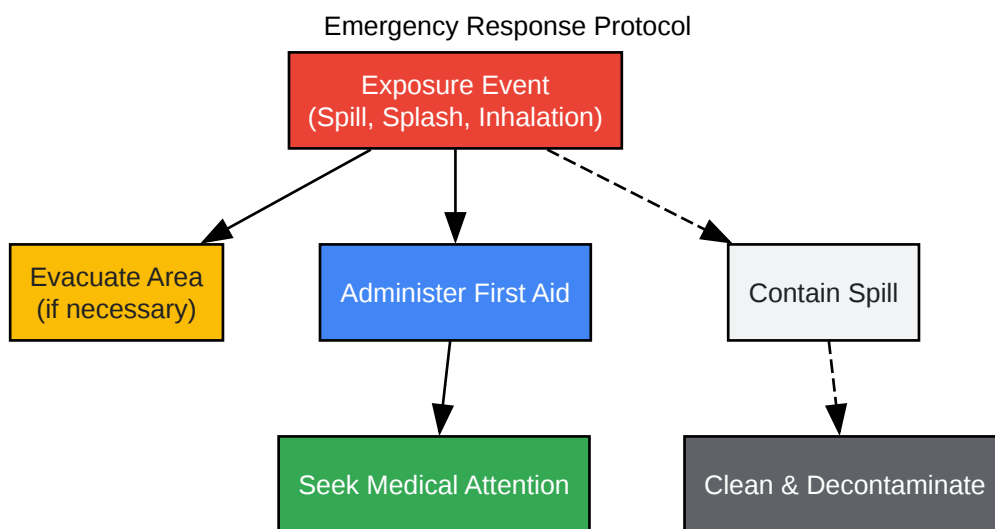 Emergency Response Protocol
Exposure Event
(Spill, Splash, Inhalation)
Evacuate Area
(if necessary)
Administer First Aid
Contain Spill
Seek Medical Attention
Clean & Decontaminate